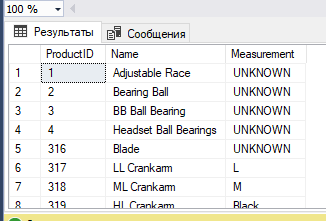 100 %
Результаты Сообщения
ProductID Name Measurement
1 1 Adjustable Race UNKNOWN
2 2 Bearing Ball UNKNOWN
3 3 BB Ball Bearing UNKNOWN
4 4 Headset Ball Bearings UNKNOWN
5 316 Blade UNKNOWN
6 317 LL Crankarm L
7 318 ML Crankarm M
8 319 HL Crankarm Black